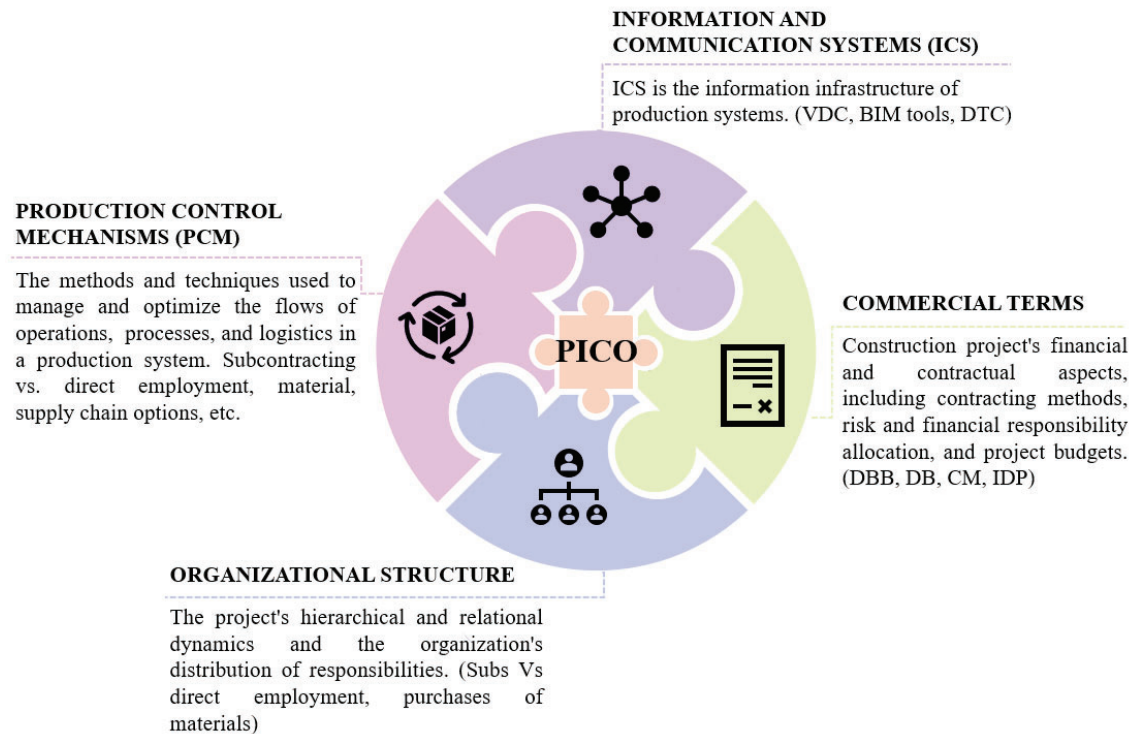 INFORMATION AND
COMMUNICATION SYSTEMS (ICS)
ICS is the information infrastructure of
production systems. (VDC, BIM tools, DTC)
PRODUCTION CONTROL
MECHANISMS (PCM)
The methods and techniques used to
manage and optimize the flows of
operations, processes, and logistics in
a production system. Subcontracting
vs. direct employment, material,
supply chain options, etc.
PICO
COMMERCIAL TERMS
Construction project's financial
and contractual aspects,
including contracting methods,
risk and financial responsibility
allocation, and project budgets.
(DBB, DB, CM, IDP)
ORGANIZATIONAL STRUCTURE
The project's hierarchical and relational
dynamics and the organization's
distribution of responsibilities. (Subs Vs
direct employment, purchases of
materials)